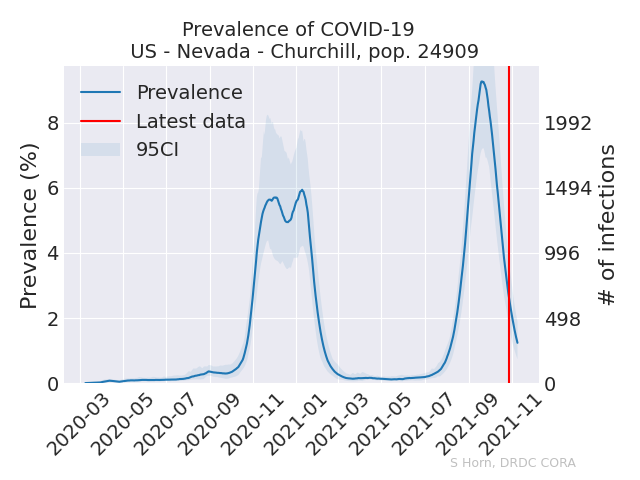 Prevalence of COVID-19
US - Nevada - Churchill, pop. 24909
Prevalence
Latest data
95CI
Prevalence (%)
8
6
4
2
0
# of infections
1992
1494
996
498
0
2020-03
2020-05
2020-07
2020-09
2020-11
2021-01
2021-03
2021-05
2021-07
2021-09
2021-11
S Horn, DRDC CORA